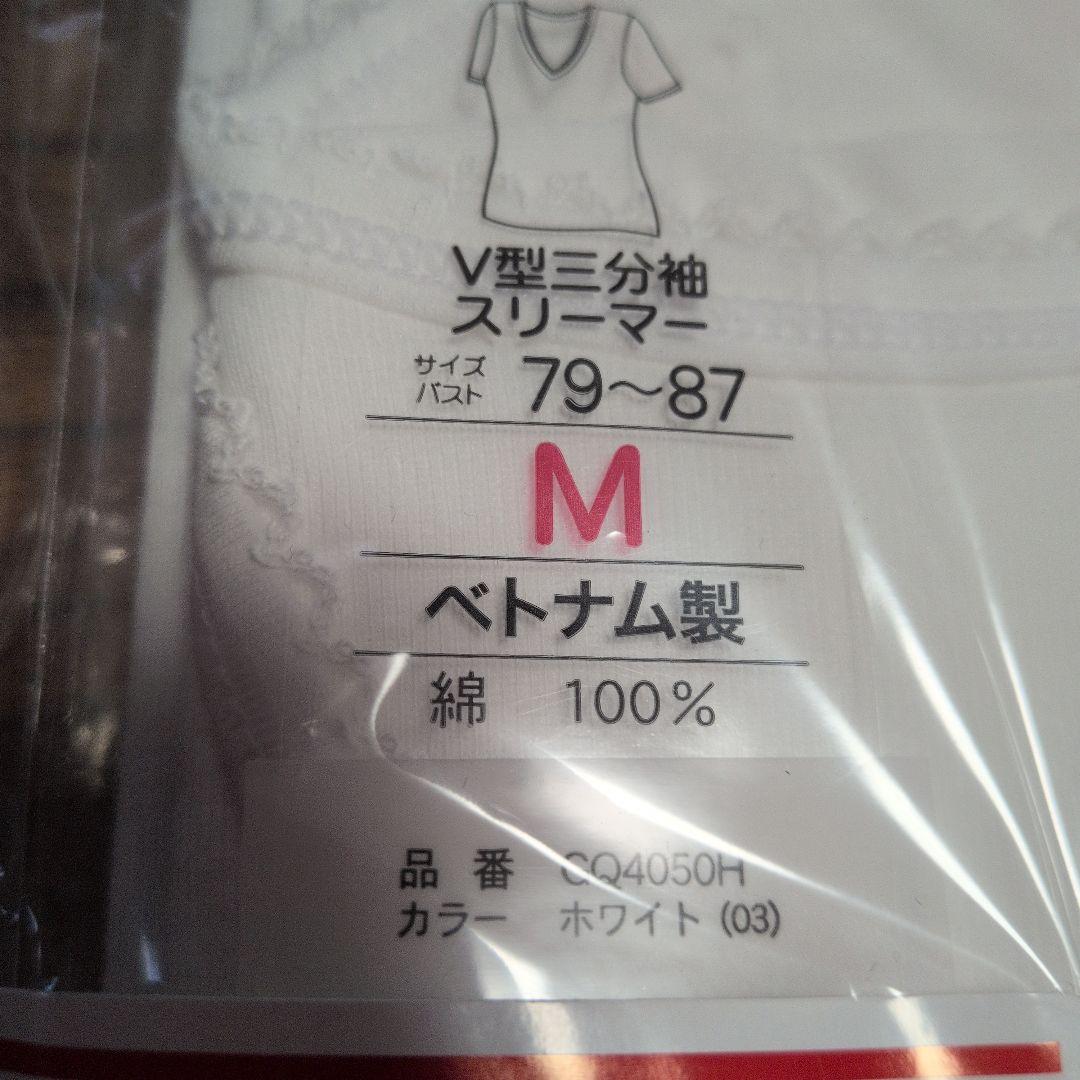 V型三分袖
スリーマー
サイズ
バスト 79～87
M
ベトナム製
綿 100%
品番 CQ4050H
カラー ホワイト (03)